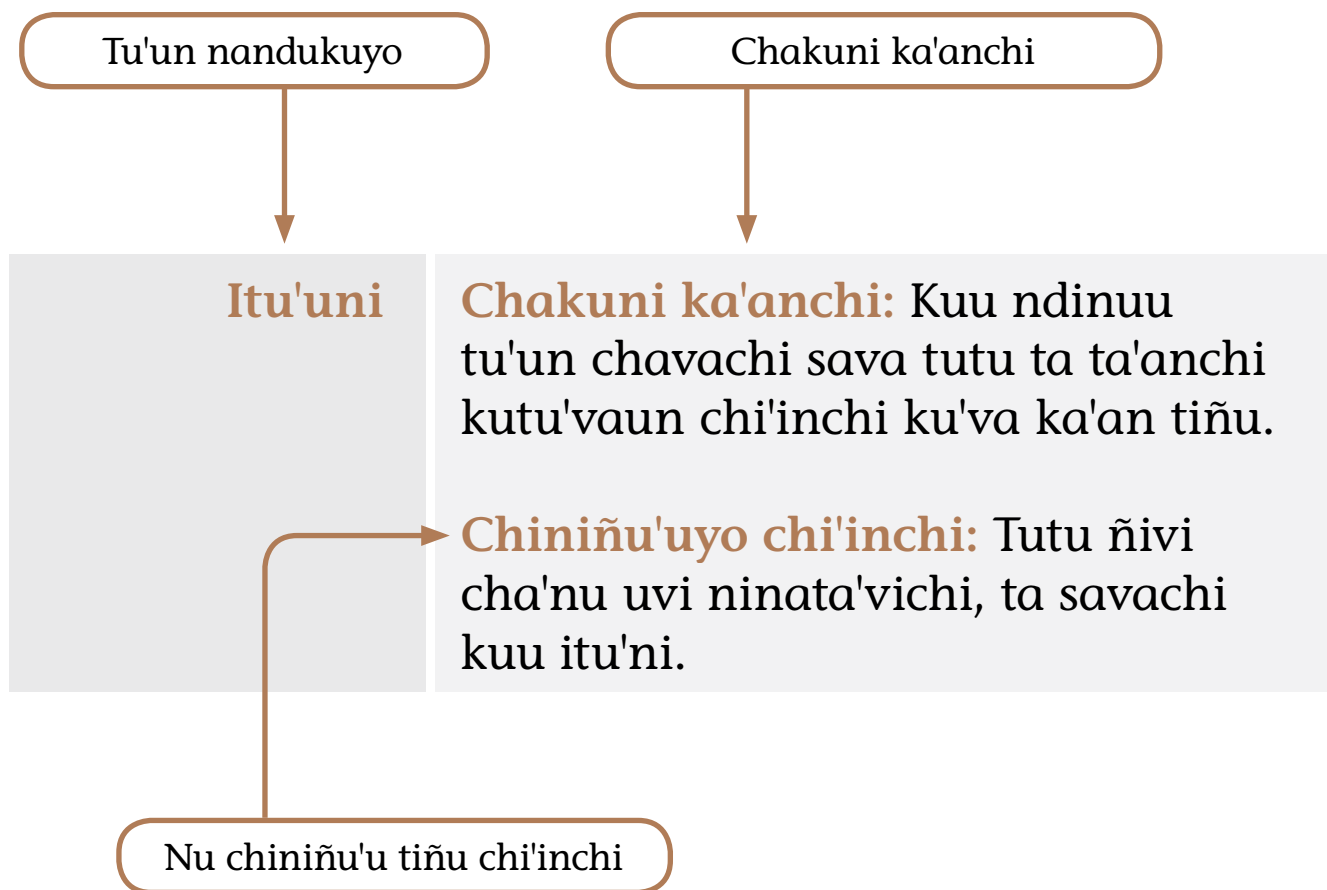 Tu'un nandukuyo
Chakuni ka'anchi
Itu'uni
Chakuni ka'anchi: Kuu ndinuu
tu'un chavachi sava tutu ta ta'anchi
kutu'vaun chi'inchi ku'va ka'an tiñu.
Chiniñu'uyo chi'inchi: Tutu ñivi
cha'nu uvi ninata'vichi, ta savachi
kuu itu'ni.
Nu chiniñu'u tiñu chi'inchi